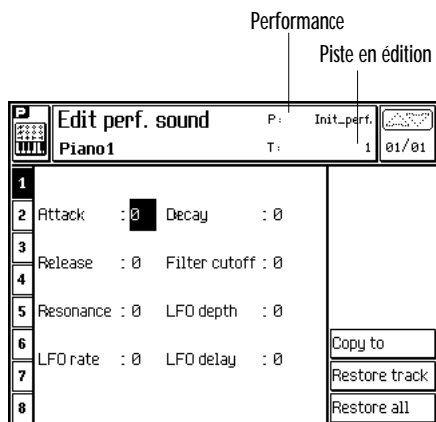 Performance
Piste en édition
P
Edit perf. sound P: Init_perf.
Piano1 T: 1 01/01
1
2 Attack :0 Decay :0
3
Release :0 Filter cutoff :0
4
5 Resonance :0 LFO depth :0
6 Copy to
LFO rate :0 LFO delay :0
7 Restore track
8 Restore all